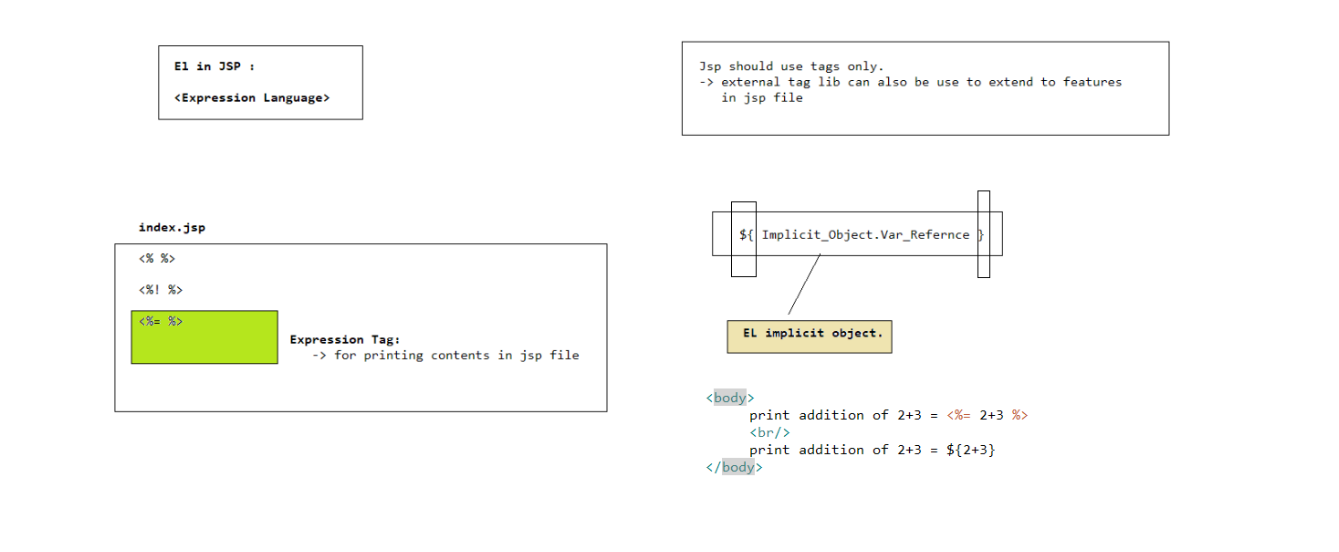 El in JSP :
<Expression Language>
Jsp should use tags only.
-> external tag lib can also be use to extend to features
in jsp file
index.jsp
<% %>
<%! %>
<%= %>
Expression Tag:
-> for printing contents in jsp file
${ Implicit_Object.Var_Refernce }
EL implicit object.
<body>
print addition of 2+3 = <%= 2+3 %>
<br/>
print addition of 2+3 = ${2+3}
</body>